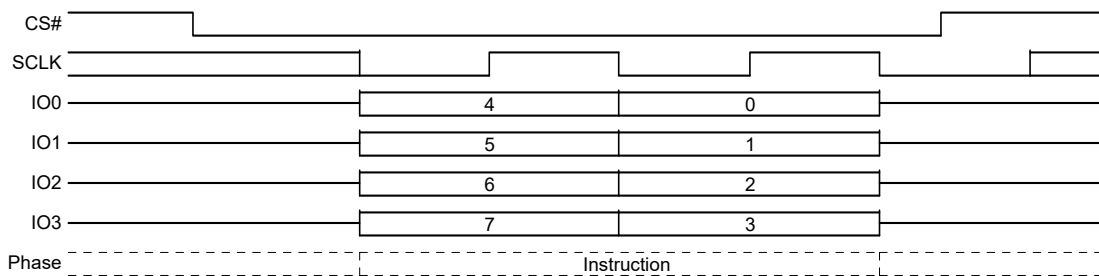 CS#
SCLK
IO0 4 0
IO1 5 1
IO2 6 2
IO3 7 3
Phase Instruction